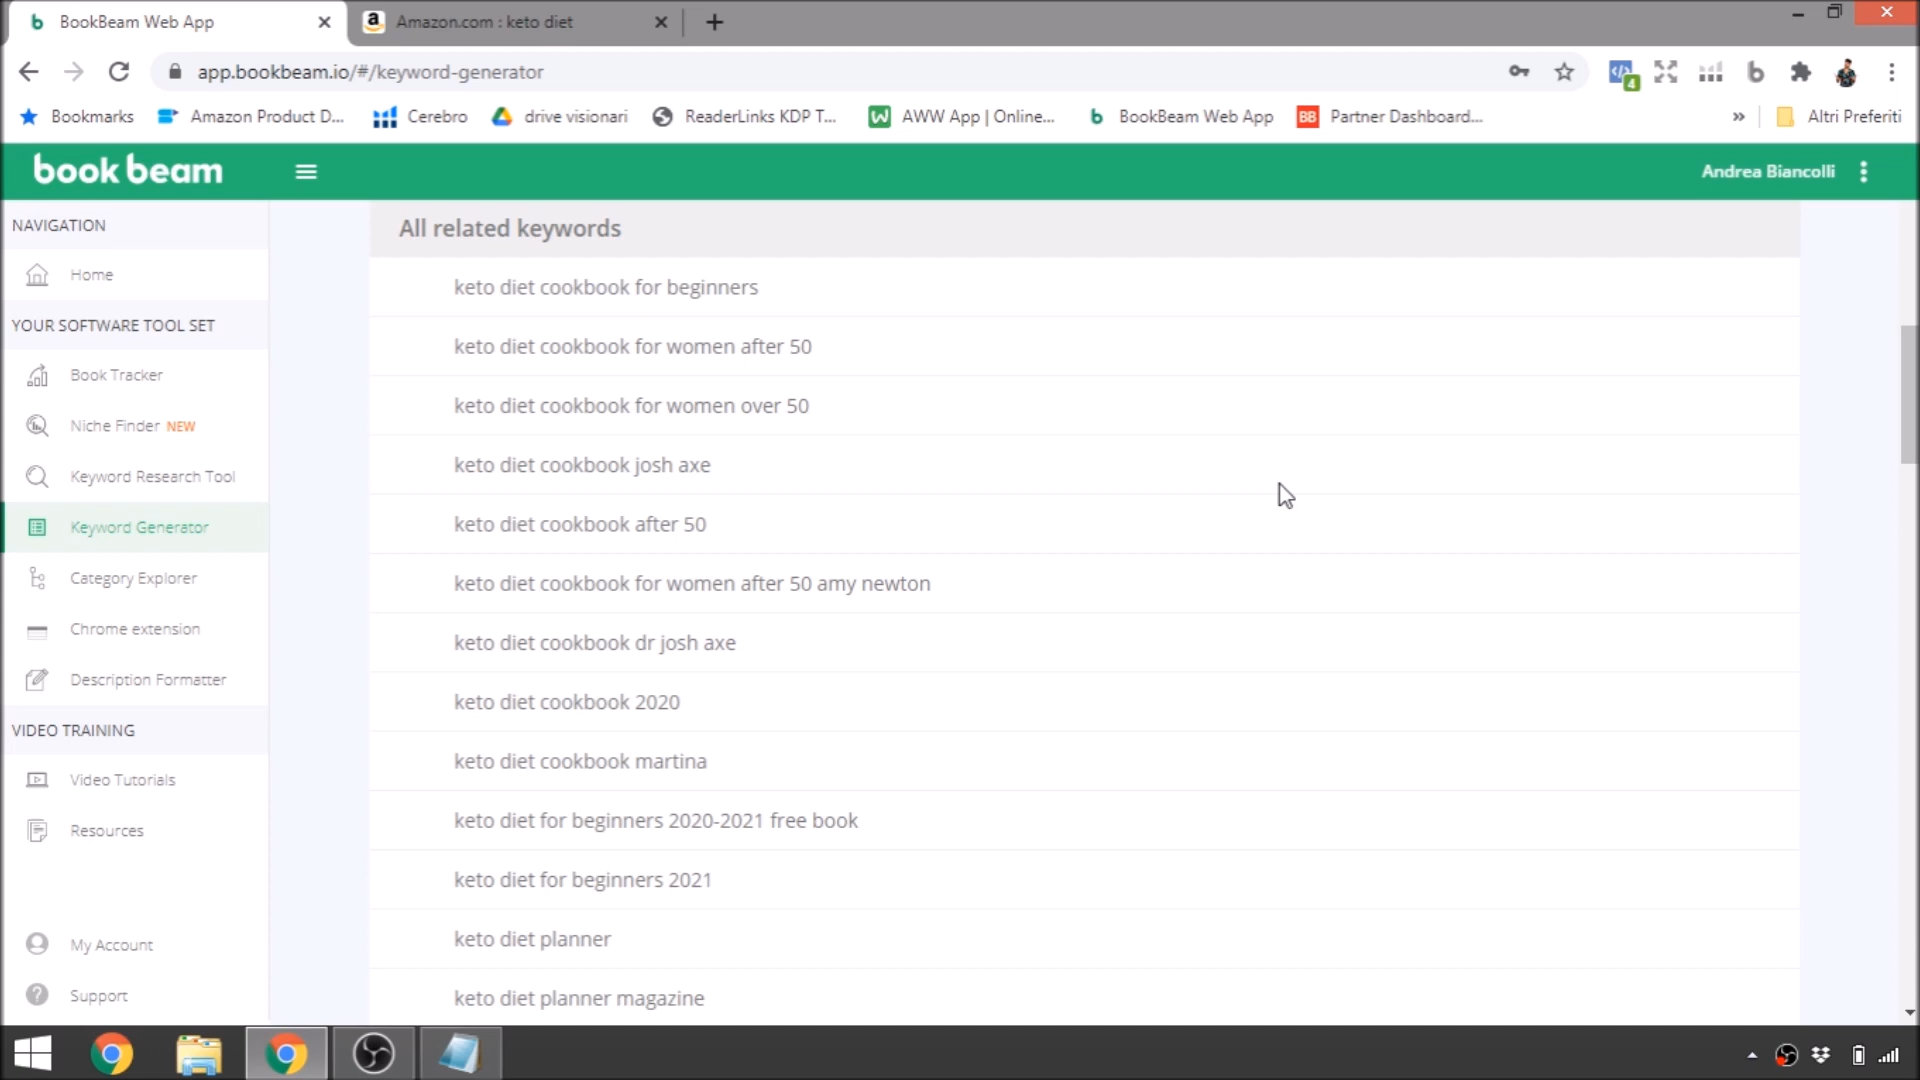 BookBeam Web App
Amazon.com : keto diet
app.bookbeam.io/#/keyword-generator
4
Bookmarks
Amazon Product D...
Cerebro
drive visionari
ReaderLinks KDP T...
AWW App | Online...
BookBeam Web App
BB
Partner Dashboard...
»
Altri Preferiti
book beam
Andrea Biancolli
NAVIGATION
Home
YOUR SOFTWARE TOOL SET
Book Tracker
Niche Finder NEW
Keyword Research Tool
Keyword Generator
Category Explorer
Chrome extension
Description Formatter
VIDEO TRAINING
Video Tutorials
Resources
My Account
Support
All related keywords
keto diet cookbook for beginners
keto diet cookbook for women after 50
keto diet cookbook for women over 50
keto diet cookbook josh axe
keto diet cookbook after 50
keto diet cookbook for women after 50 amy newton
keto diet cookbook dr josh axe
keto diet cookbook 2020
keto diet cookbook martina
keto diet for beginners 2020-2021 free book
keto diet for beginners 2021
keto diet planner
keto diet planner magazine